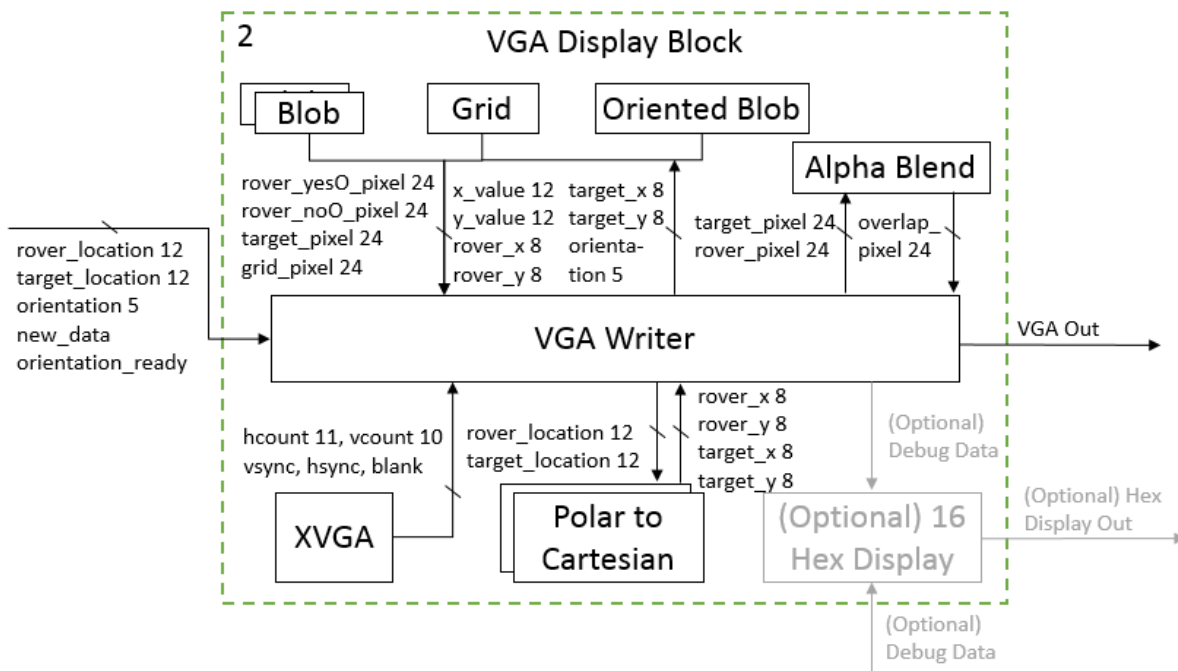 2
VGA Display Block
Blob
Grid
Oriented Blob
Alpha Blend
rover_yesO_pixel 24
rover_noO_pixel 24
target_pixel 24
grid_pixel 24
x_value 12
y_value 12
rover_x 8
rover_y 8
target_x 8
target_y 8
orienta-
tion 5
target_pixel 24
rover_pixel 24
overlap_
pixel 24
rover_location 12
target_location 12
orientation 5
new_data
orientation_ready
VGA Writer
VGA Out
hcount 11, vcount 10
vsync, hsync, blank
rover_location 12
target_location 12
rover_x 8
rover_y 8
target_x 8
target_y 8
(Optional)
Debug Data
XVGA
Polar to
Cartesian
(Optional) 16
Hex Display
(Optional) Hex
Display Out
(Optional)
Debug Data